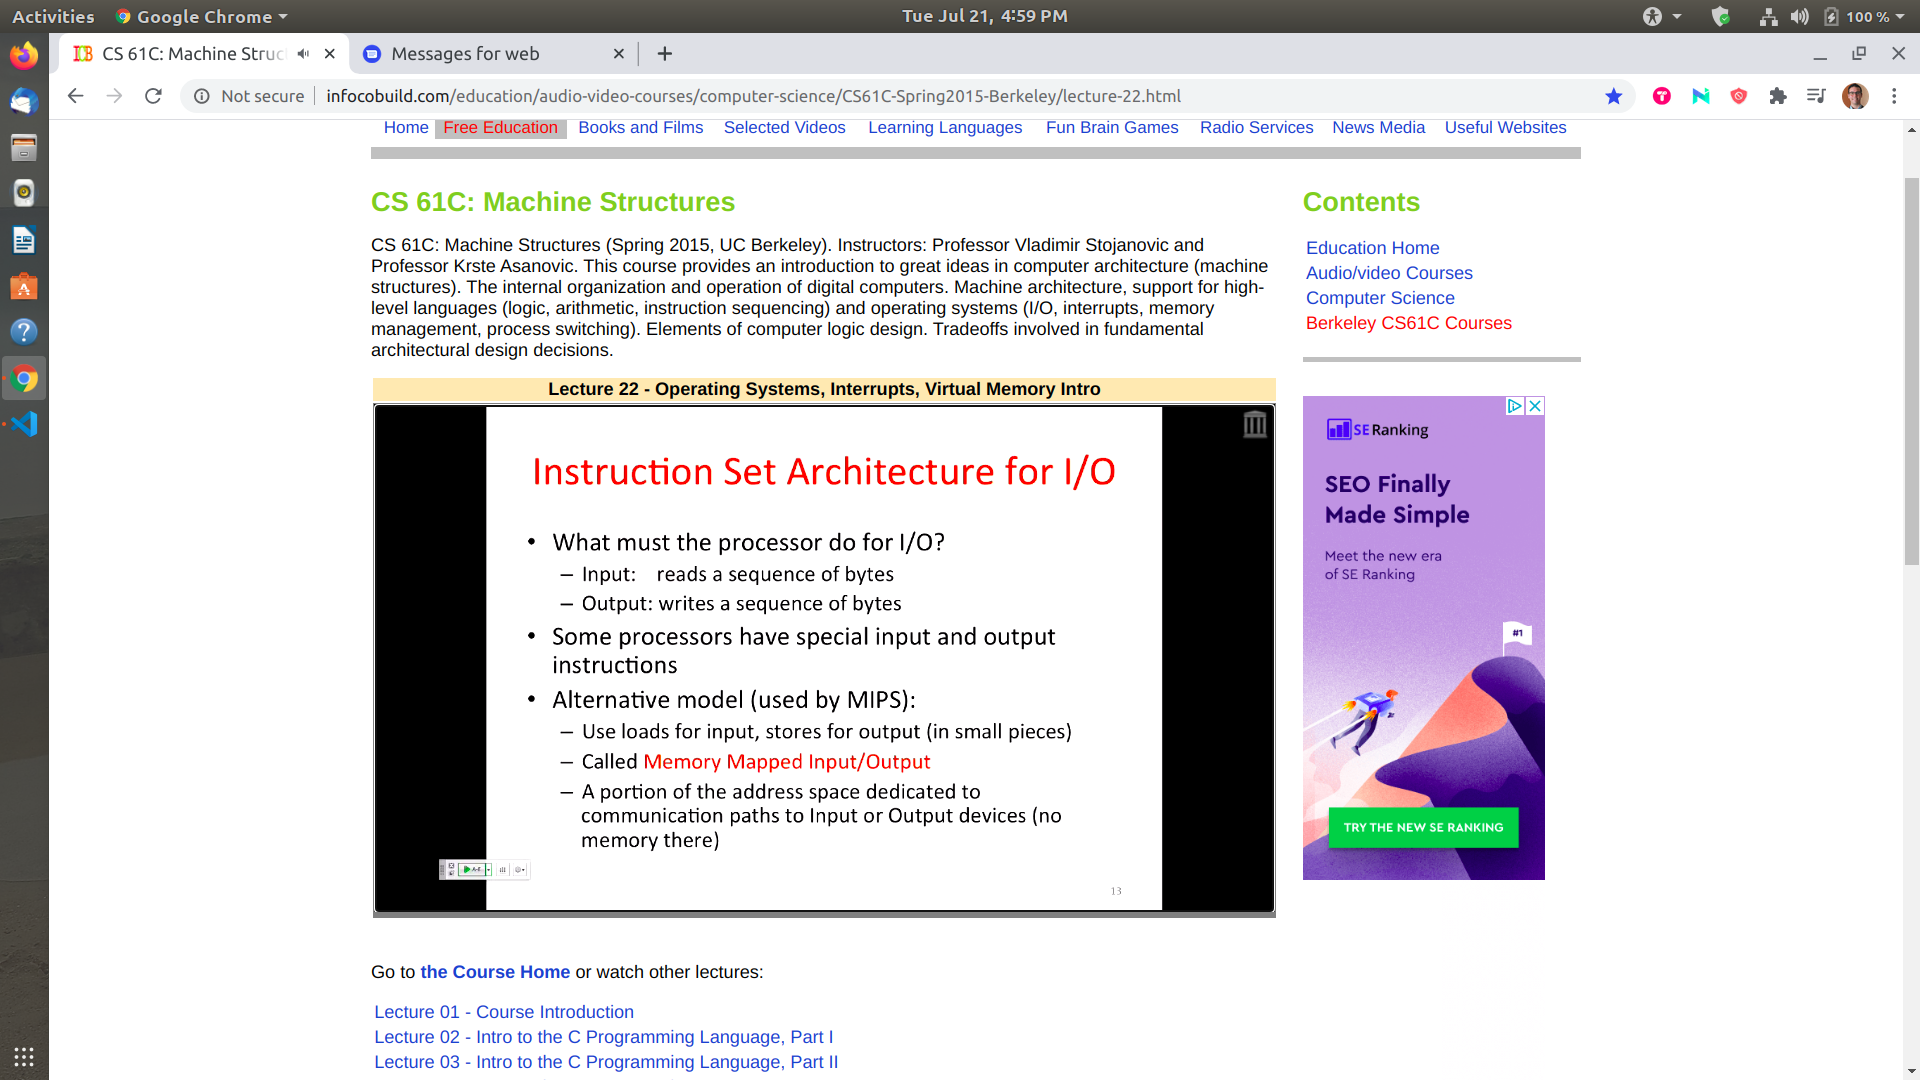 Activities
Google Chrome
Tue Jul 21, 4:59 PM
100 %
CS 61C: Machine Struc
Messages for web
Not secure
infocobuild.com/education/audio-video-courses/computer-science/CS61C-Spring2015-Berkeley/lecture-22.html
Home Free Education Books and Films Selected Videos Learning Languages Fun Brain Games Radio Services News Media Useful Websites
CS 61C: Machine Structures
CS 61C: Machine Structures (Spring 2015, UC Berkeley). Instructors: Professor Vladimir Stojanovic and
Professor Krste Asanovic. This course provides an introduction to great ideas in computer architecture (machine
structures). The internal organization and operation of digital computers. Machine architecture, support for high-
level languages (logic, arithmetic, instruction sequencing) and operating systems (I/O, interrupts, memory
management, process switching). Elements of computer logic design. Tradeoffs involved in fundamental
architectural design decisions.
Lecture 22 - Operating Systems, Interrupts, Virtual Memory Intro
Instruction Set Architecture for I/O
• What must the processor do for I/O?
– Input: reads a sequence of bytes
– Output: writes a sequence of bytes
• Some processors have special input and output
instructions
• Alternative model (used by MIPS):
– Use loads for input, stores for output (in small pieces)
– Called Memory Mapped Input/Output
– A portion of the address space dedicated to
communication paths to Input or Output devices (no
memory there)
13
Go to the Course Home or watch other lectures:
Lecture 01 - Course Introduction
Lecture 02 - Intro to the C Programming Language, Part I
Lecture 03 - Intro to the C Programming Language, Part II
Contents
Education Home
Audio/video Courses
Computer Science
Berkeley CS61C Courses
SE Ranking
SEO Finally
Made Simple
Meet the new era
of SE Ranking
#1
TRY THE NEW SE RANKING